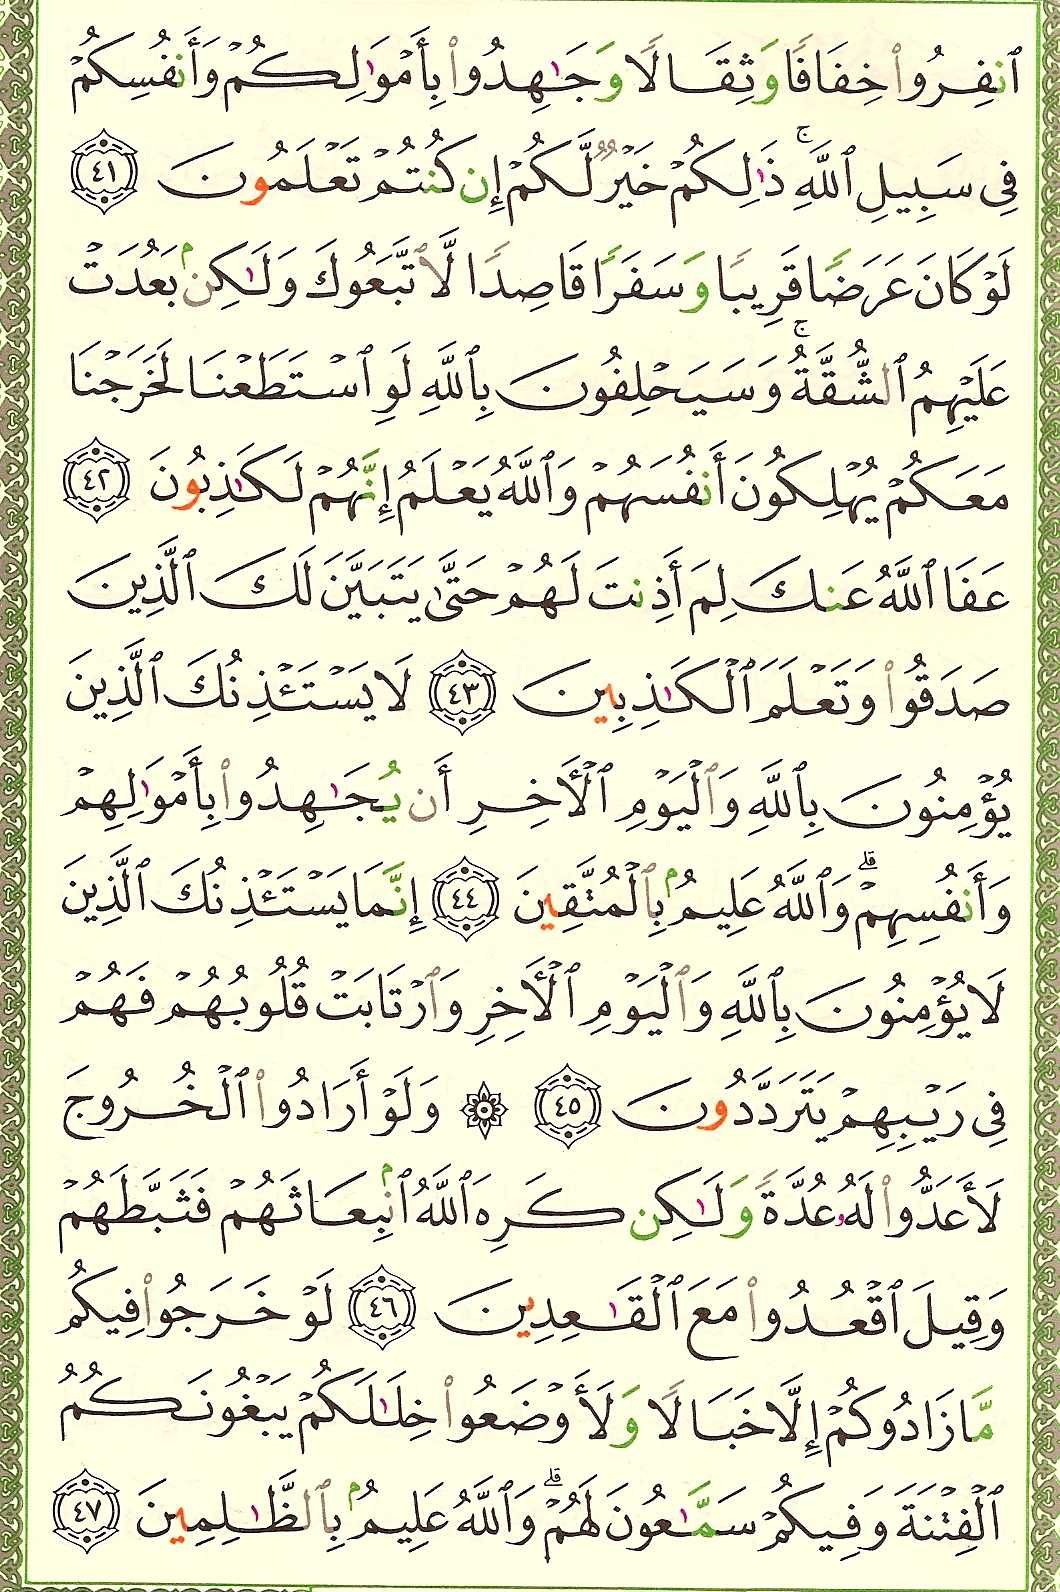 ٱنفِرُوا۟ خِفَافًا وَثِقَالًا وَجَٰهِدُوا۟ بِأَمْوَٰلِكُمْ وَأَنفُسِكُمْ
فِى سَبِيلِ ٱللَّهِ ۚ ذَٰلِكُمْ خَيْرٌ لَّكُمْ إِن كُنتُمْ تَعْلَمُونَ ٤١
لَوْ كَانَ عَرَضًا قَرِيبًا وَسَفَرًا قَاصِدًا لَّٱتَّبَعُوكَ وَلَٰكِنۢ بَعُدَتْ
عَلَيْهِمُ ٱلشُّقَّةُ ۚ وَسَيَحْلِفُونَ بِٱللَّهِ لَوِ ٱسْتَطَعْنَا لَخَرَجْنَا
مَعَكُمْ يُهْلِكُونَ أَنفُسَهُمْ وَٱللَّهُ يَعْلَمُ إِنَّهُمْ لَكَٰذِبُونَ ٤٢
عَفَا ٱللَّهُ عَنكَ لِمَ أَذِنتَ لَهُمْ حَتَّىٰ يَتَبَيَّنَ لَكَ ٱلَّذِينَ
صَدَقُوا۟ وَتَعْلَمَ ٱلْكَٰذِبِينَ ٤٣ لَا يَسْتَـْٔذِنُكَ ٱلَّذِينَ
يُؤْمِنُونَ بِٱللَّهِ وَٱلْيَوْمِ ٱلْـَٔاخِرِ أَن يُجَٰهِدُوا۟ بِأَمْوَٰلِهِمْ
وَأَنفُسِهِمْ ۗ وَٱللَّهُ عَلِيمٌۢ بِٱلْمُتَّقِينَ ٤٤ إِنَّمَا يَسْتَـْٔذِنُكَ ٱلَّذِينَ
لَا يُؤْمِنُونَ بِٱللَّهِ وَٱلْيَوْمِ ٱلْـَٔاخِرِ وَٱرْتَابَتْ قُلُوبُهُمْ فَهُمْ
فِى رَيْبِهِمْ يَتَرَدَّدُونَ ٤٥ ۞ وَلَوْ أَرَادُوا۟ ٱلْخُرُوجَ
لَأَعَدُّوا۟ لَهُۥ عُدَّةً وَلَٰكِن كَرِهَ ٱللَّهُ ٱنۢبِعَاثَهُمْ فَثَبَّطَهُمْ
وَقِيلَ ٱقْعُدُوا۟ مَعَ ٱلْقَٰعِدِينَ ٤٦ لَوْ خَرَجُوا۟ فِيكُم
مَّا زَادُوكُمْ إِلَّا خَبَالًا وَلَأَوْضَعُوا۟ خِلَٰلَكُمْ يَبْغُونَكُمُ
ٱلْفِتْنَةَ وَفِيكُمْ سَمَّٰعُونَ لَهُمْ ۗ وَٱللَّهُ عَلِيمٌۢ بِٱلظَّٰلِمِينَ ٤٧